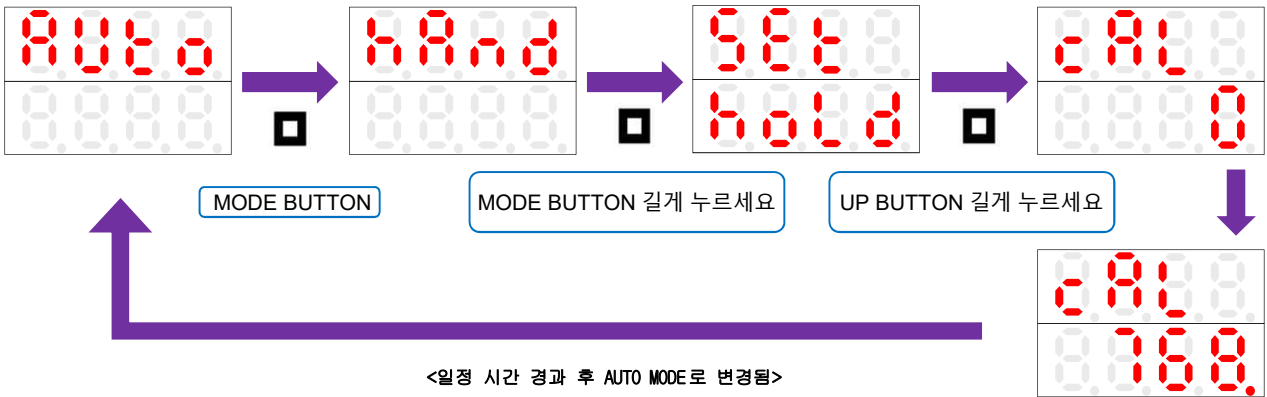 AUto
hAnd
SEt
hoLd
cAL
0
MODE BUTTON
MODE BUTTON 길게 누르세요
UP BUTTON 길게 누르세요
cAL
768.
<일정 시간 경과 후 AUTO MODE로 변경됨>